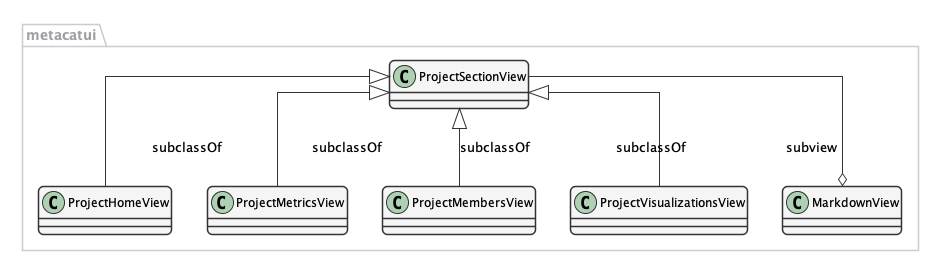 metacatui
C ProjectSectionView
subclassOf
subclassOf
subclassOf
subclassOf
subview
C ProjectHomeView
C ProjectMetricsView
C ProjectMembersView
C ProjectVisualizationsView
C MarkdownView